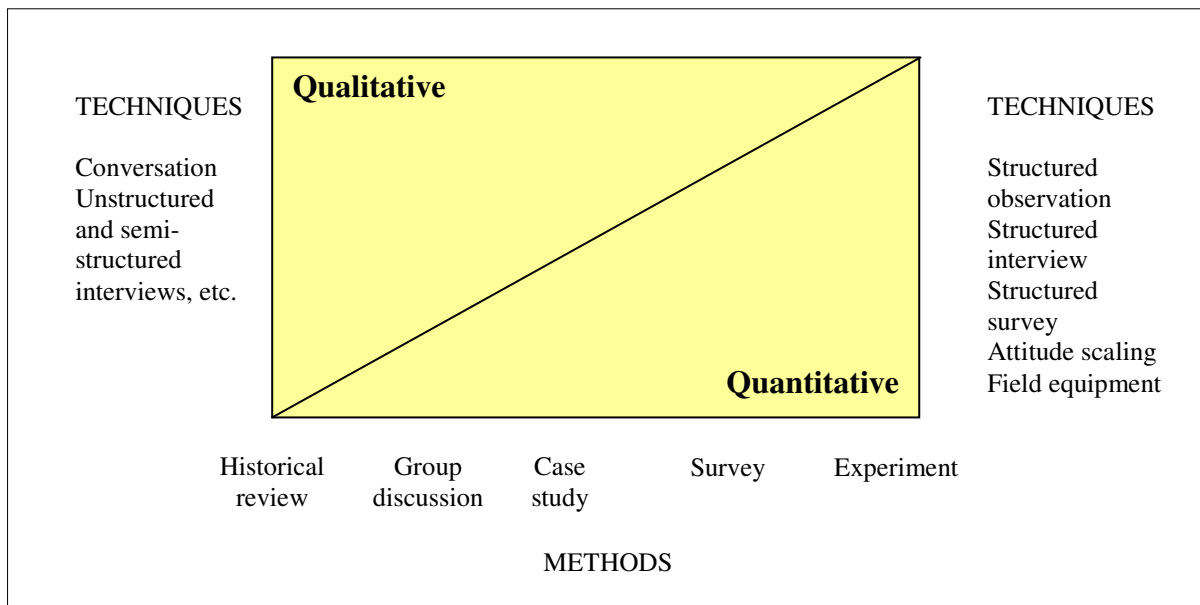 Qualitative
TECHNIQUES
Conversation
Unstructured
and semi-
structured
interviews, etc.
TECHNIQUES
Structured
observation
Structured
interview
Structured
survey
Attitude scaling
Field equipment
Quantitative
Historical
review
Group
discussion
Case
study
Survey
Experiment
METHODS